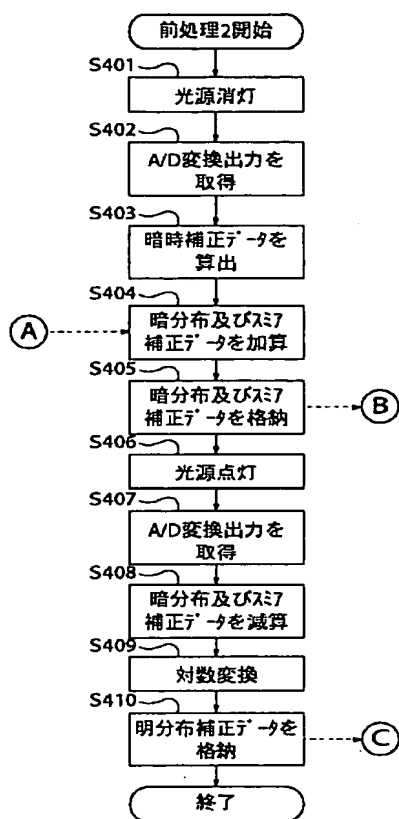 前処理2開始
S401
光源消灯
S402
A/D変換出力を
取得
S403
暗時補正ﾃﾞｰﾀを
算出
S404
A
暗分布及びｽﾐｱ
補正ﾃﾞｰﾀを加算
S405
暗分布及びｽﾐｱ
補正ﾃﾞｰﾀを格納
B
S406
光源点灯
S407
A/D変換出力を
取得
S408
暗分布及びｽﾐｱ
補正ﾃﾞｰﾀを減算
S409
対数変換
S410
明分布補正ﾃﾞｰﾀを
格納
C
終了